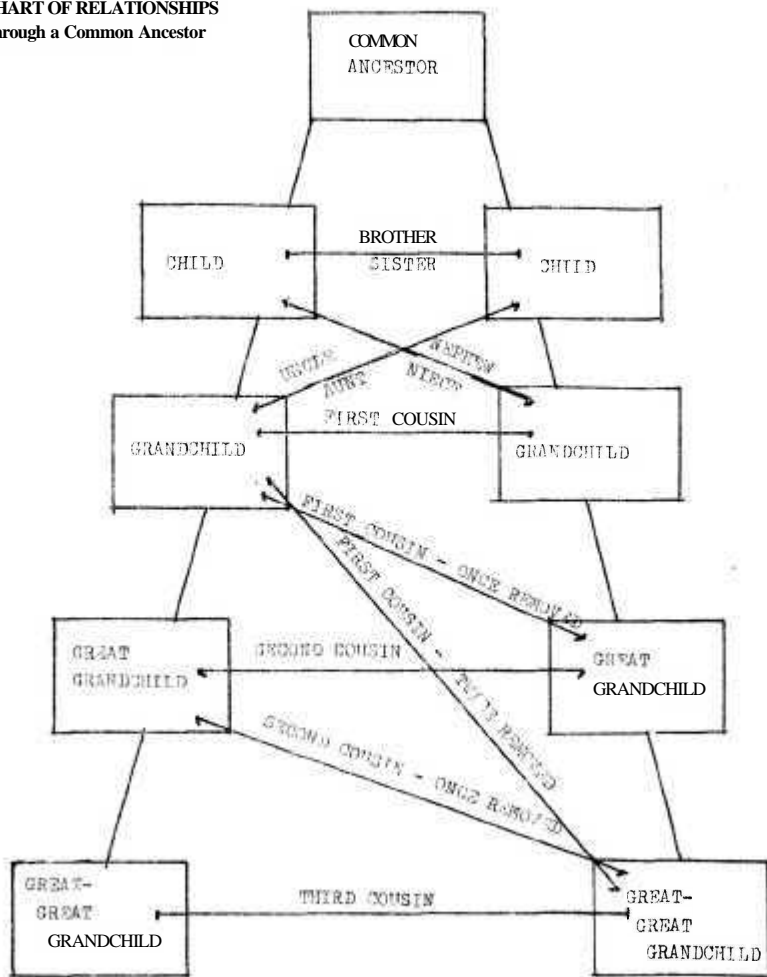 HART OF RELATIONSHIPS
hrough a Common Ancestor
COMMON
ANCESTOR
CHILD
BROTHER
SISTER
CHILD
UNCLE
AUNT
NEPHEW
NIECE
GRANDCHILD
FIRST COUSIN
GRANDCHILD
FIRST COUSIN - ONCE REMOVED
FIRST COUSIN - TWICE REMOVED
GREAT
GRANDCHILD
SECOND COUSIN
GREAT
GRANDCHILD
SECOND COUSIN - ONCE REMOVED
GREAT-
GREAT
GRANDCHILD
THIRD COUSIN
GREAT-
GREAT
GRANDCHILD